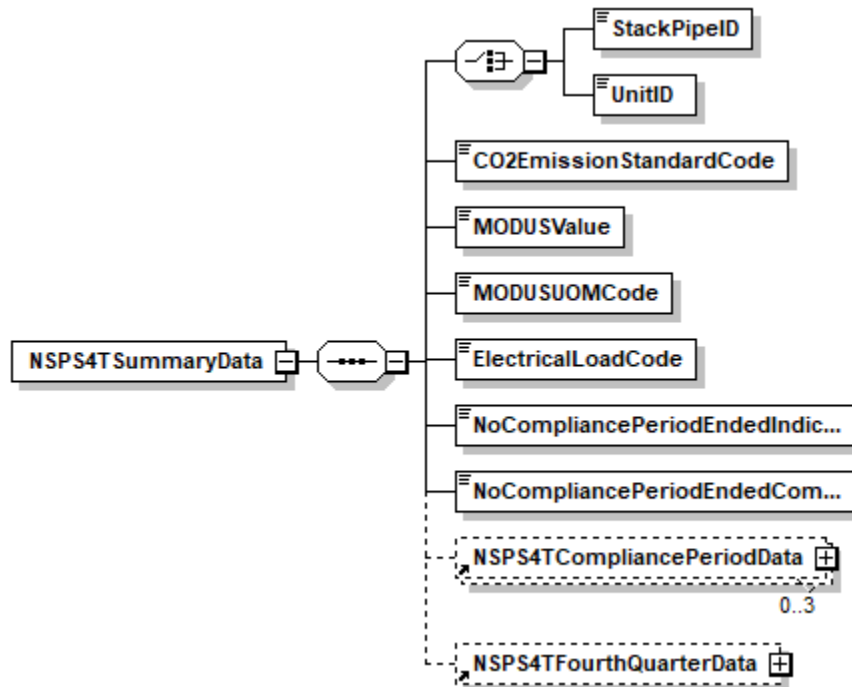 StackPipeID
UnitID
CO2EmissionStandardCode
MODUSValue
MODUSUOMCode
NSPS4TSummaryData
ElectricalLoadCode
NoCompliancePeriodEndedIndic...
NoCompliancePeriodEndedCom...
NSPS4TCompliancePeriodData
0..3
NSPS4TFourthQuarterData